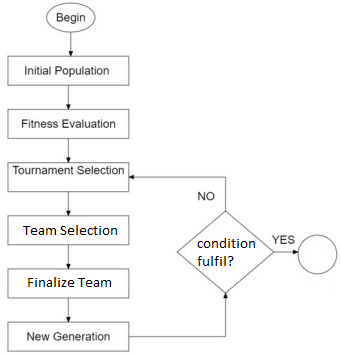 Begin
Initial Population
Fitness Evaluation
Tournament Selection
Team Selection
Finalize Team
New Generation
NO
condition
fulfil?
YES